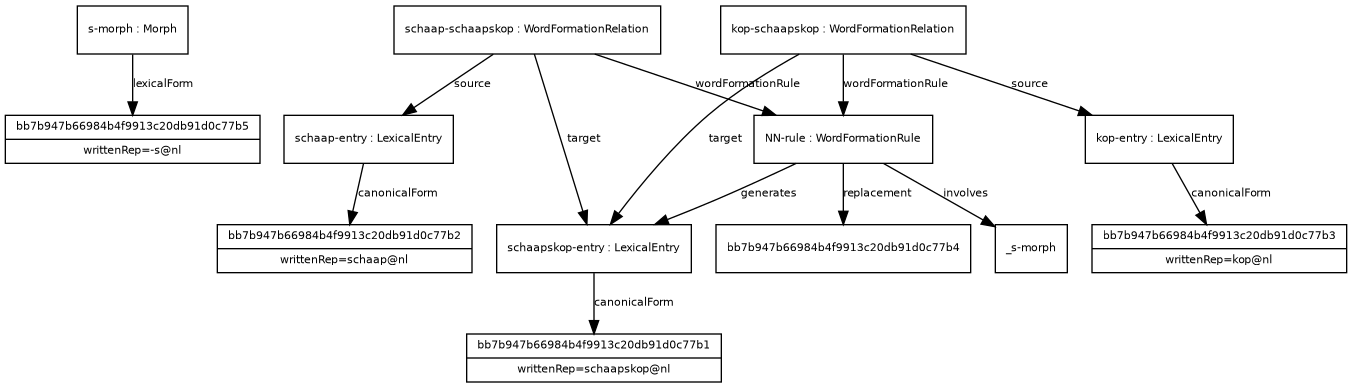 s-morph : Morph
schaap-schaapskop : WordFormationRelation
kop-schaapskop : WordFormationRelation
lexicalForm
source
wordFormationRule
wordFormationRule
source
bb7b947b66984b4f9913c20db91d0c77b5
writtenRep=-s@nl
schaap-entry : LexicalEntry
target
target
NN-rule : WordFormationRule
kop-entry : LexicalEntry
canonicalForm
generates
replacement
involves
canonicalForm
bb7b947b66984b4f9913c20db91d0c77b2
writtenRep=schaap@nl
schaapskop-entry : LexicalEntry
bb7b947b66984b4f9913c20db91d0c77b4
_s-morph
bb7b947b66984b4f9913c20db91d0c77b3
writtenRep=kop@nl
canonicalForm
bb7b947b66984b4f9913c20db91d0c77b1
writtenRep=schaapskop@nl